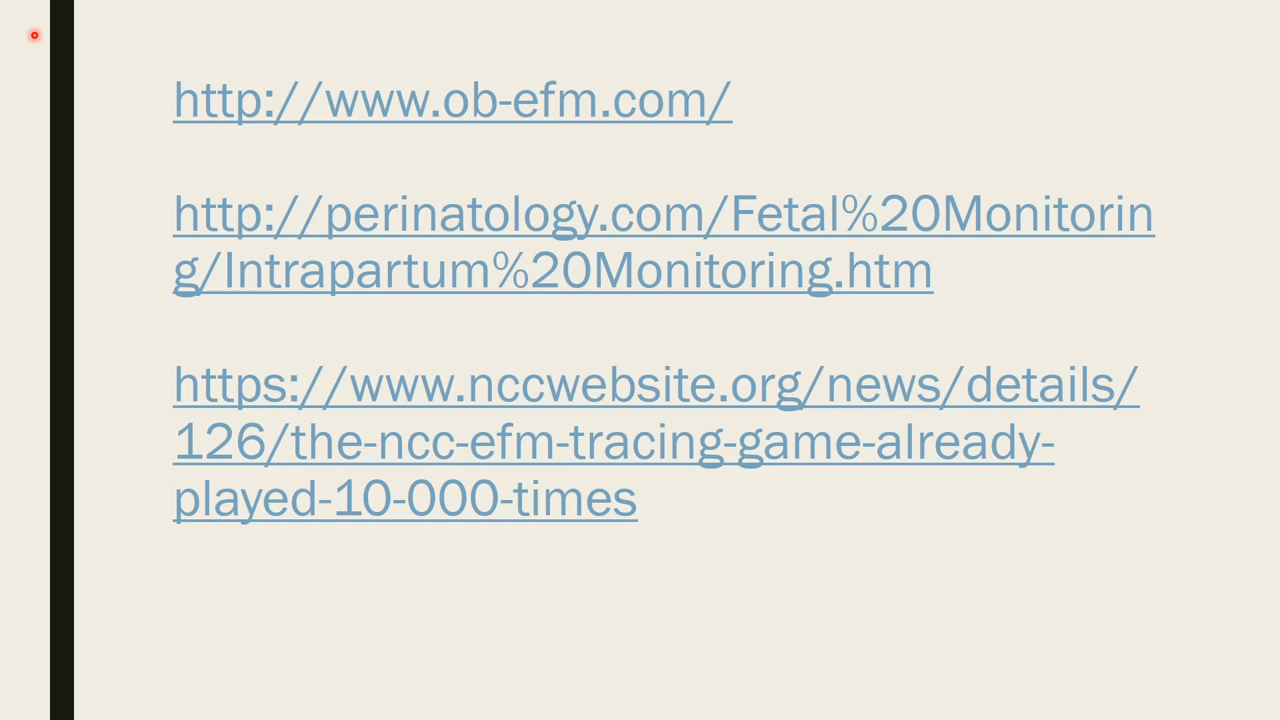 http://www.ob-efm.com/
http://perinatology.com/Fetal%20Monitorin
g/Intrapartum%20Monitoring.htm
https://www.nccwebsite.org/news/details/
126/the-ncc-efm-tracing-game-already-
played-10-000-times